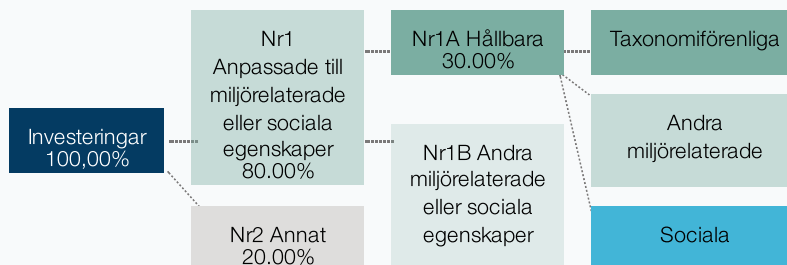 Investeringar
100,00%
Nr1
Anpassade till
miljörelaterade
eller sociala
egenskaper
80.00%
Nr2 Annat
20.00%
Nr1A Hållbara
30.00%
Nr1B Andra
miljörelaterade
eller sociala
egenskaper
Taxonomiförenliga
Andra
miljörelaterade
Sociala